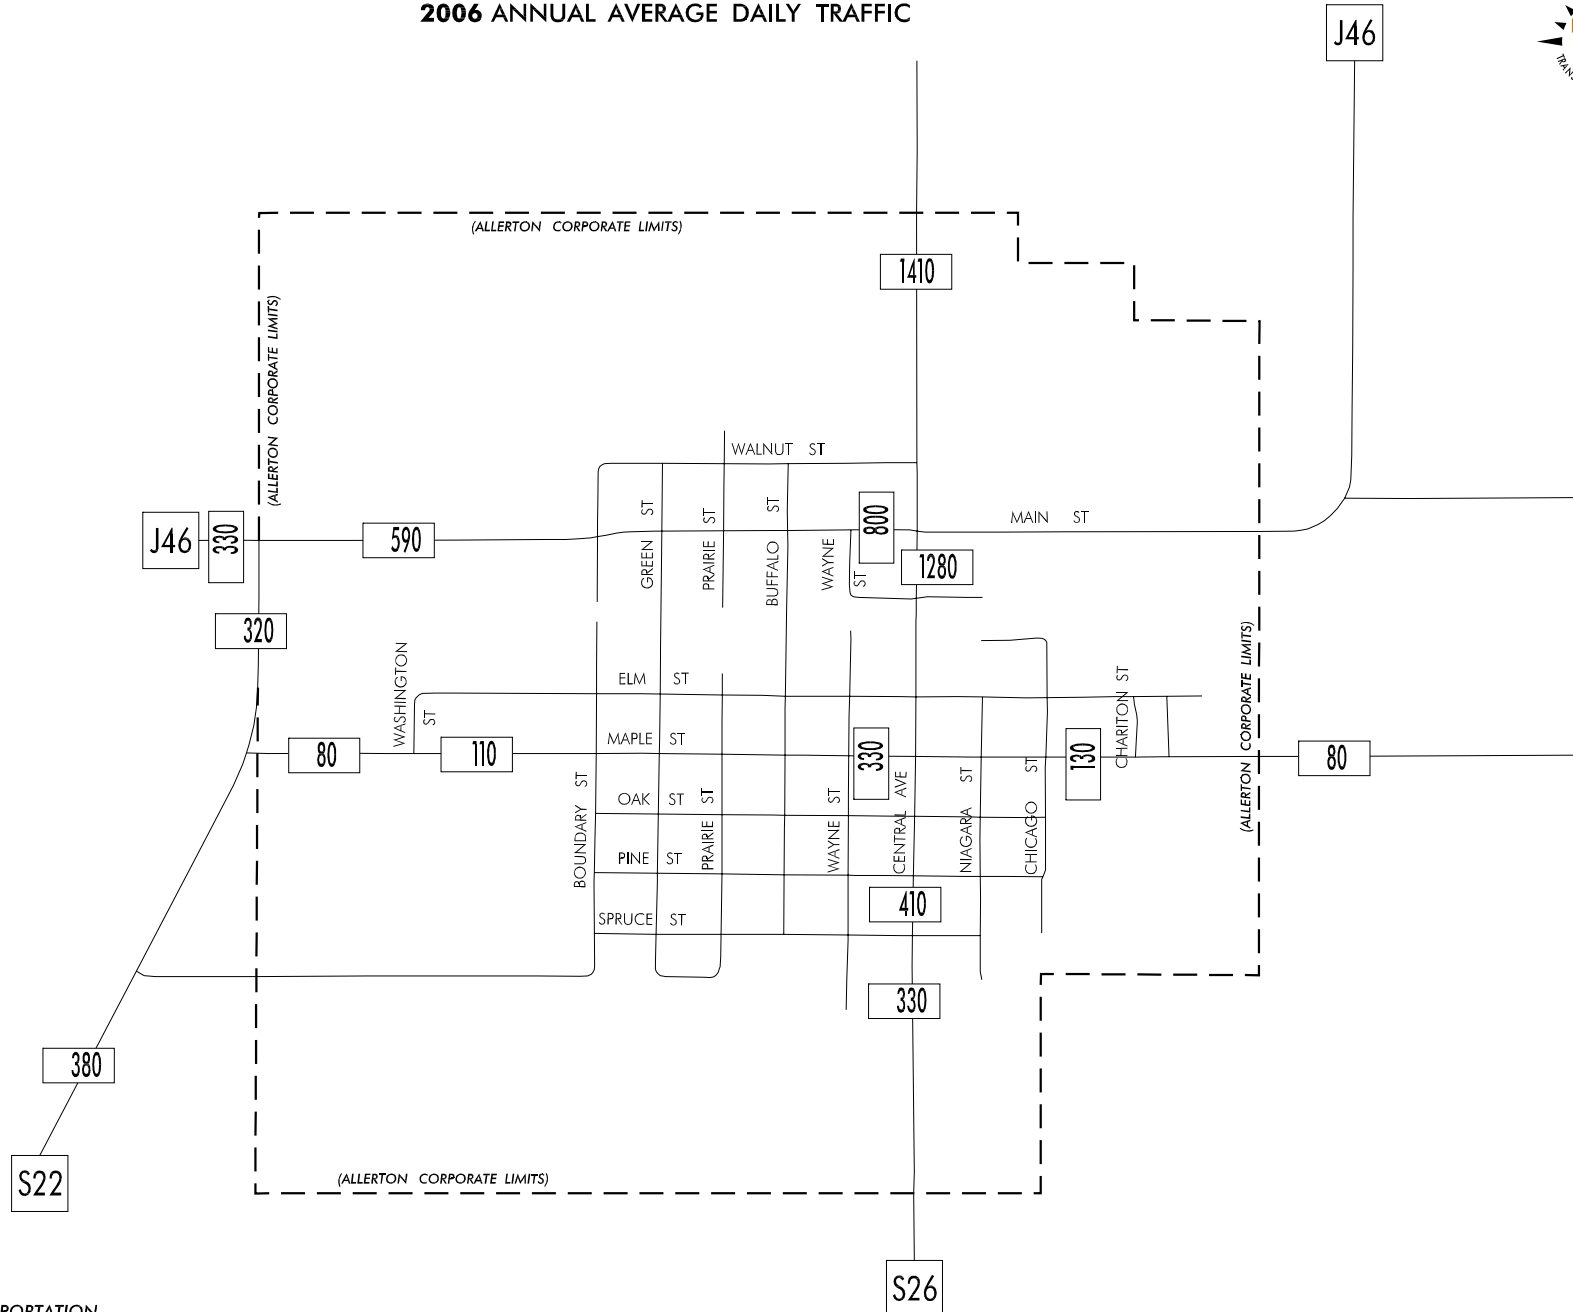 2006 ANNUAL AVERAGE DAILY TRAFFIC
J46
(ALLERTON CORPORATE LIMITS)
1410
(ALLERTON CORPORATE LIMITS)
WALNUT ST
J46
330
590
GREEN ST
PRAIRIE ST
BUFFALO ST
WAYNE ST
800
MAIN ST
1280
320
WASHINGTON ST
ELM ST
MAPLE ST
80
110
330
130
CHARITON ST
(ALLERTON CORPORATE LIMITS)
80
BOUNDARY ST
OAK ST
PRAIRIE ST
WAYNE ST
CENTRAL AVE
NIAGARA ST
CHICAGO ST
PINE ST
410
SPRUCE ST
330
380
S22
(ALLERTON CORPORATE LIMITS)
S26